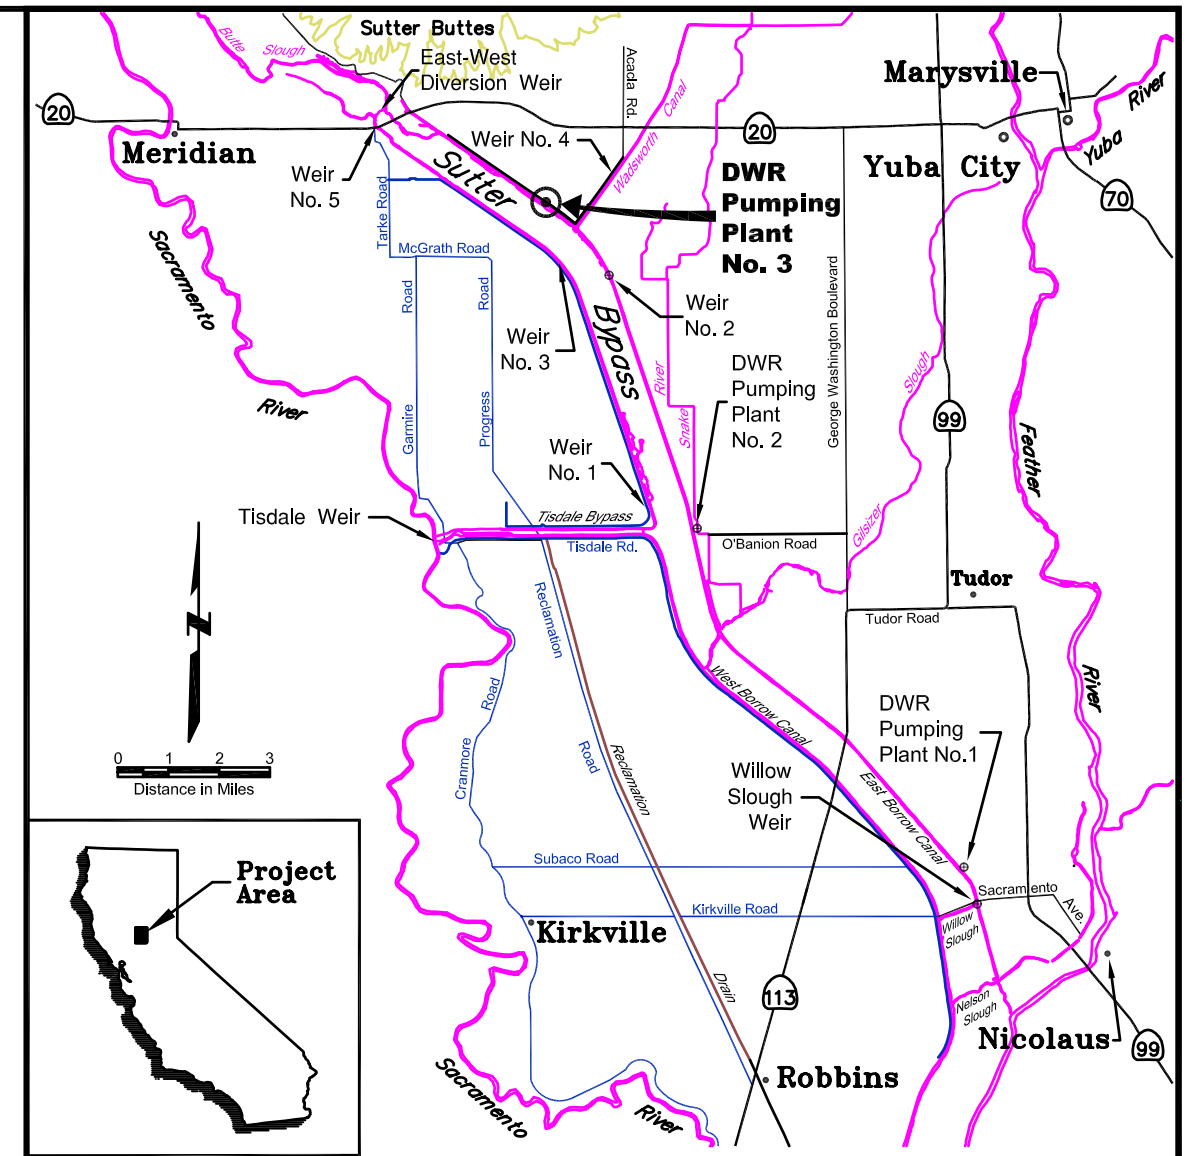 Sutter Buttes
Butte Slough
East-West
Diversion Weir
Acadia Rd.
Wadsworth Canal
Marysville
Yuba River
20
Meridian
Weir No. 4
20
Yuba City
70
Weir
No. 5
Sutter
Bypass
DWR
Pumping
Plant
No. 3
Tarke Road
McGrath Road
Sacramento
River
Garmire Road
Progress Road
Weir
No. 3
Weir
No. 2
DWR
Pumping
Plant
No. 2
Snake River
George Washington Boulevard
Gilsizer Slough
99
Feather
River
Weir
No. 1
Tisdale Weir
Tisdale Bypass
Tisdale Rd.
O'Banion Road
Tudor
Tudor Road
N
0 1 2 3
Distance in Miles
Reclamation
Road
Cranmore Road
Reclamation
Drain
West Borrow Canal
East Borrow Canal
DWR
Pumping
Plant No.1
Willow
Slough
Weir
Subaco Road
Kirkville Road
Kirkville
Sacramento
Ave.
Willow
Slough
Nelson
Slough
113
Nicolaus
99
Robbins
Sacramento
River
Project
Area